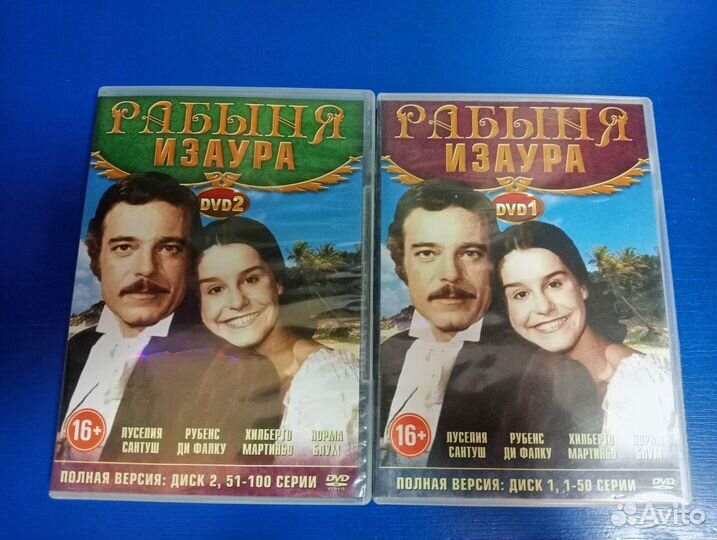 РАБЫНЯ
ИЗАУРА
DVD2
16+
ЛУСЕЛИЯ САНТУШ
РУБЕНС ДИ ФАЛКУ
ХИЛБЕРТО МАРТИНЬО
НОРМА БЛУМ
ПОЛНАЯ ВЕРСИЯ: ДИСК 2, 51-100 СЕРИИ
DVD VIDEO
РАБЫНЯ
ИЗАУРА
DVD1
16+
ЛУСЕЛИЯ САНТУШ
РУБЕНС ДИ ФАЛКУ
ХИЛБЕРТО МАРТИНЬО
НОРМА БЛУМ
ПОЛНАЯ ВЕРСИЯ: ДИСК 1, 1-50 СЕРИИ
DVD
Avito